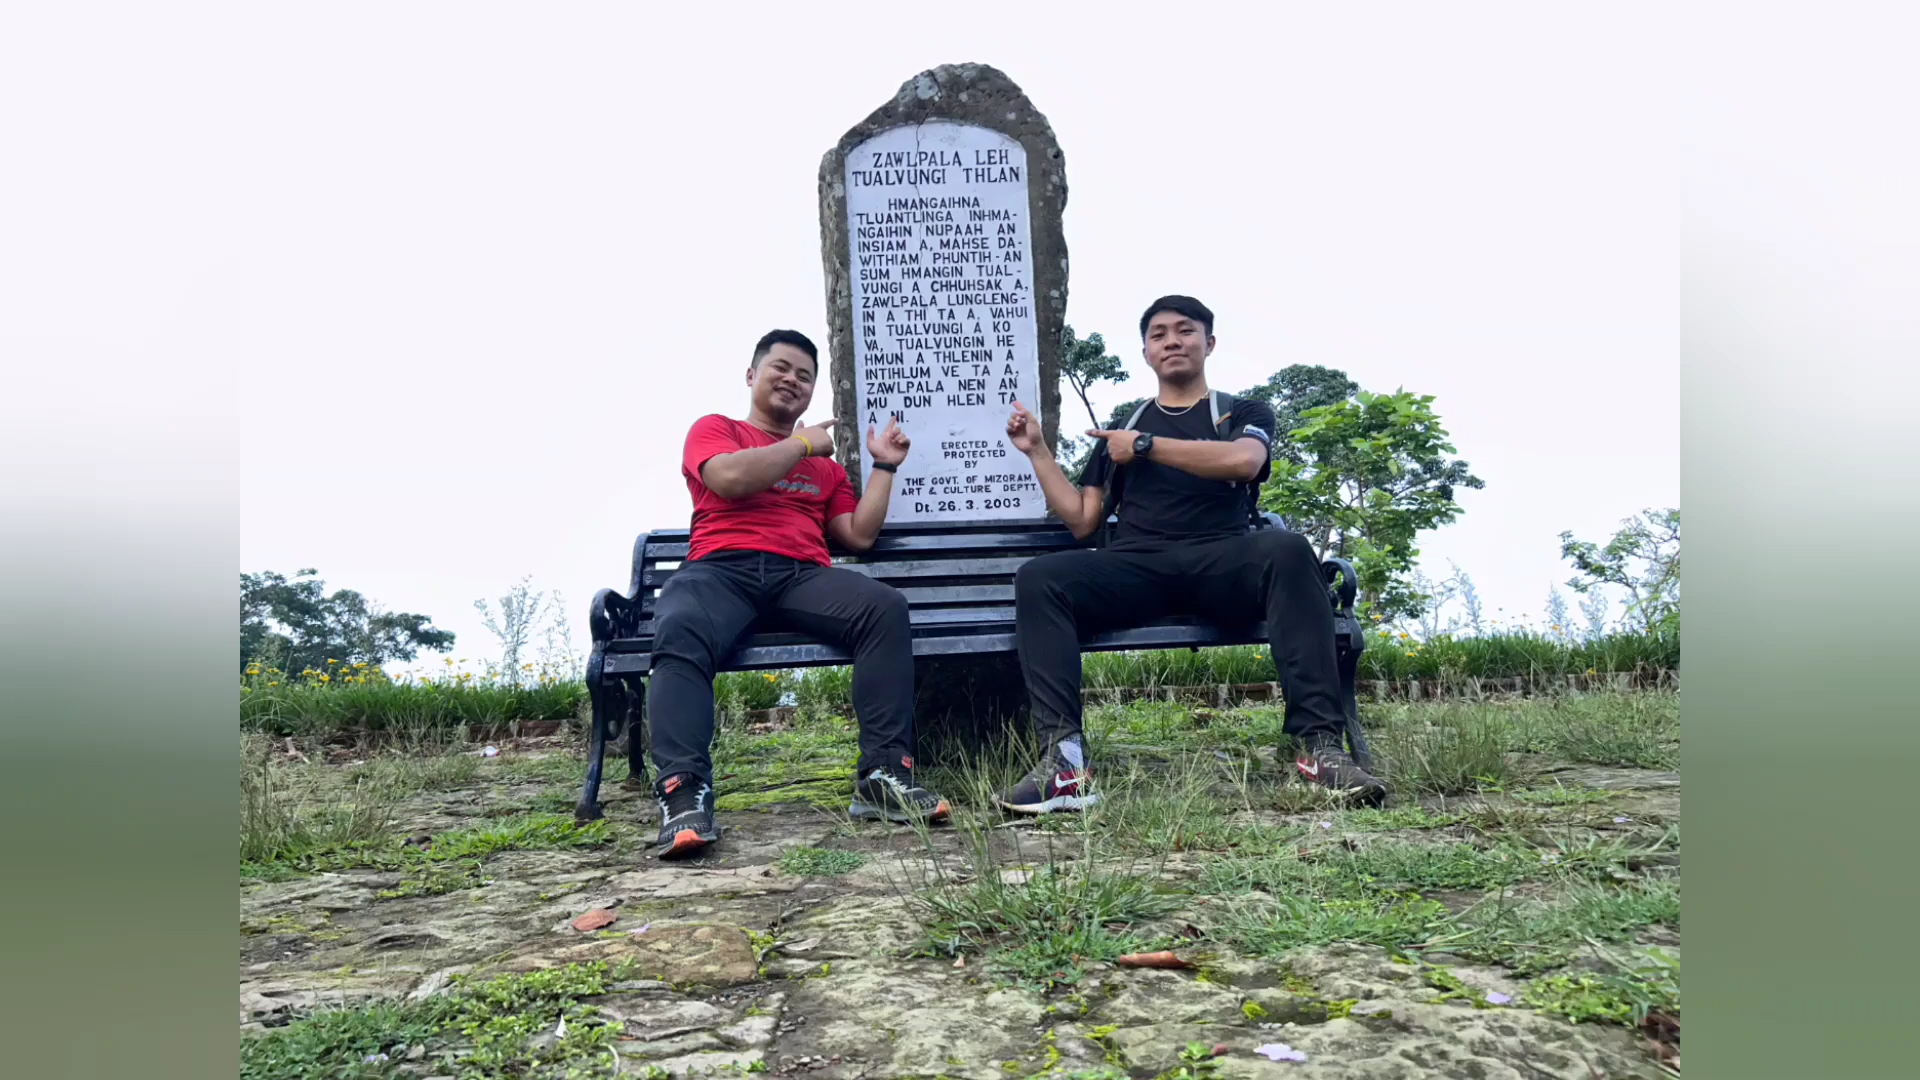 ZAWLPALA LEH
TUALVUNGI THLAN
HMANGAIHNA
TLUANTLINGA INHMA-
NGAIHIN NUPAAH AN
INSIAM A, MAHSE DA-
WITHIAM PHUNTIH-AN
SUM HMANGIN TUAL-
VUNGI A CHHUHSAK A,
ZAWLPALA LUNGLENG-
IN A THI TA A, VAHUI
IN TUALVUNGI A KO
VA, TUALVUNGIN HE
HMUN A THLENIN A
INTIHLUM VE TA A,
ZAWLPALA NEN AN
MU DUN HLEN TA
A NI.
ERECTED &
PROTECTED
BY
THE GOVT. OF MIZORAM
ART & CULTURE DEPTT
Dt. 26.3.2003